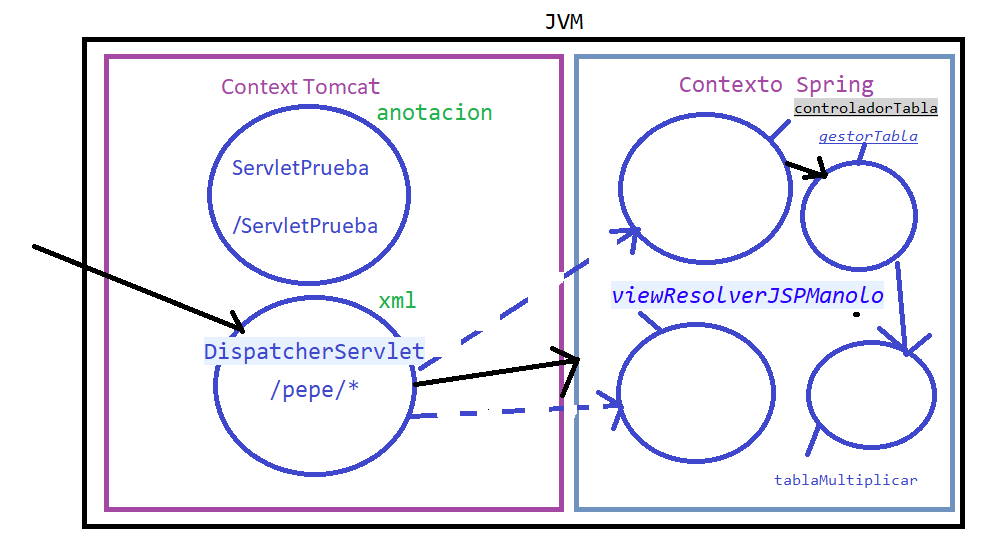 JVM
Context Tomcat
anotacion
ServletPrueba
/ServletPrueba
xml
DispatcherServlet
/pepe/*
Contexto Spring
controladorTabla
gestorTabla
viewResolverJSPManolo
tablaMultiplicar